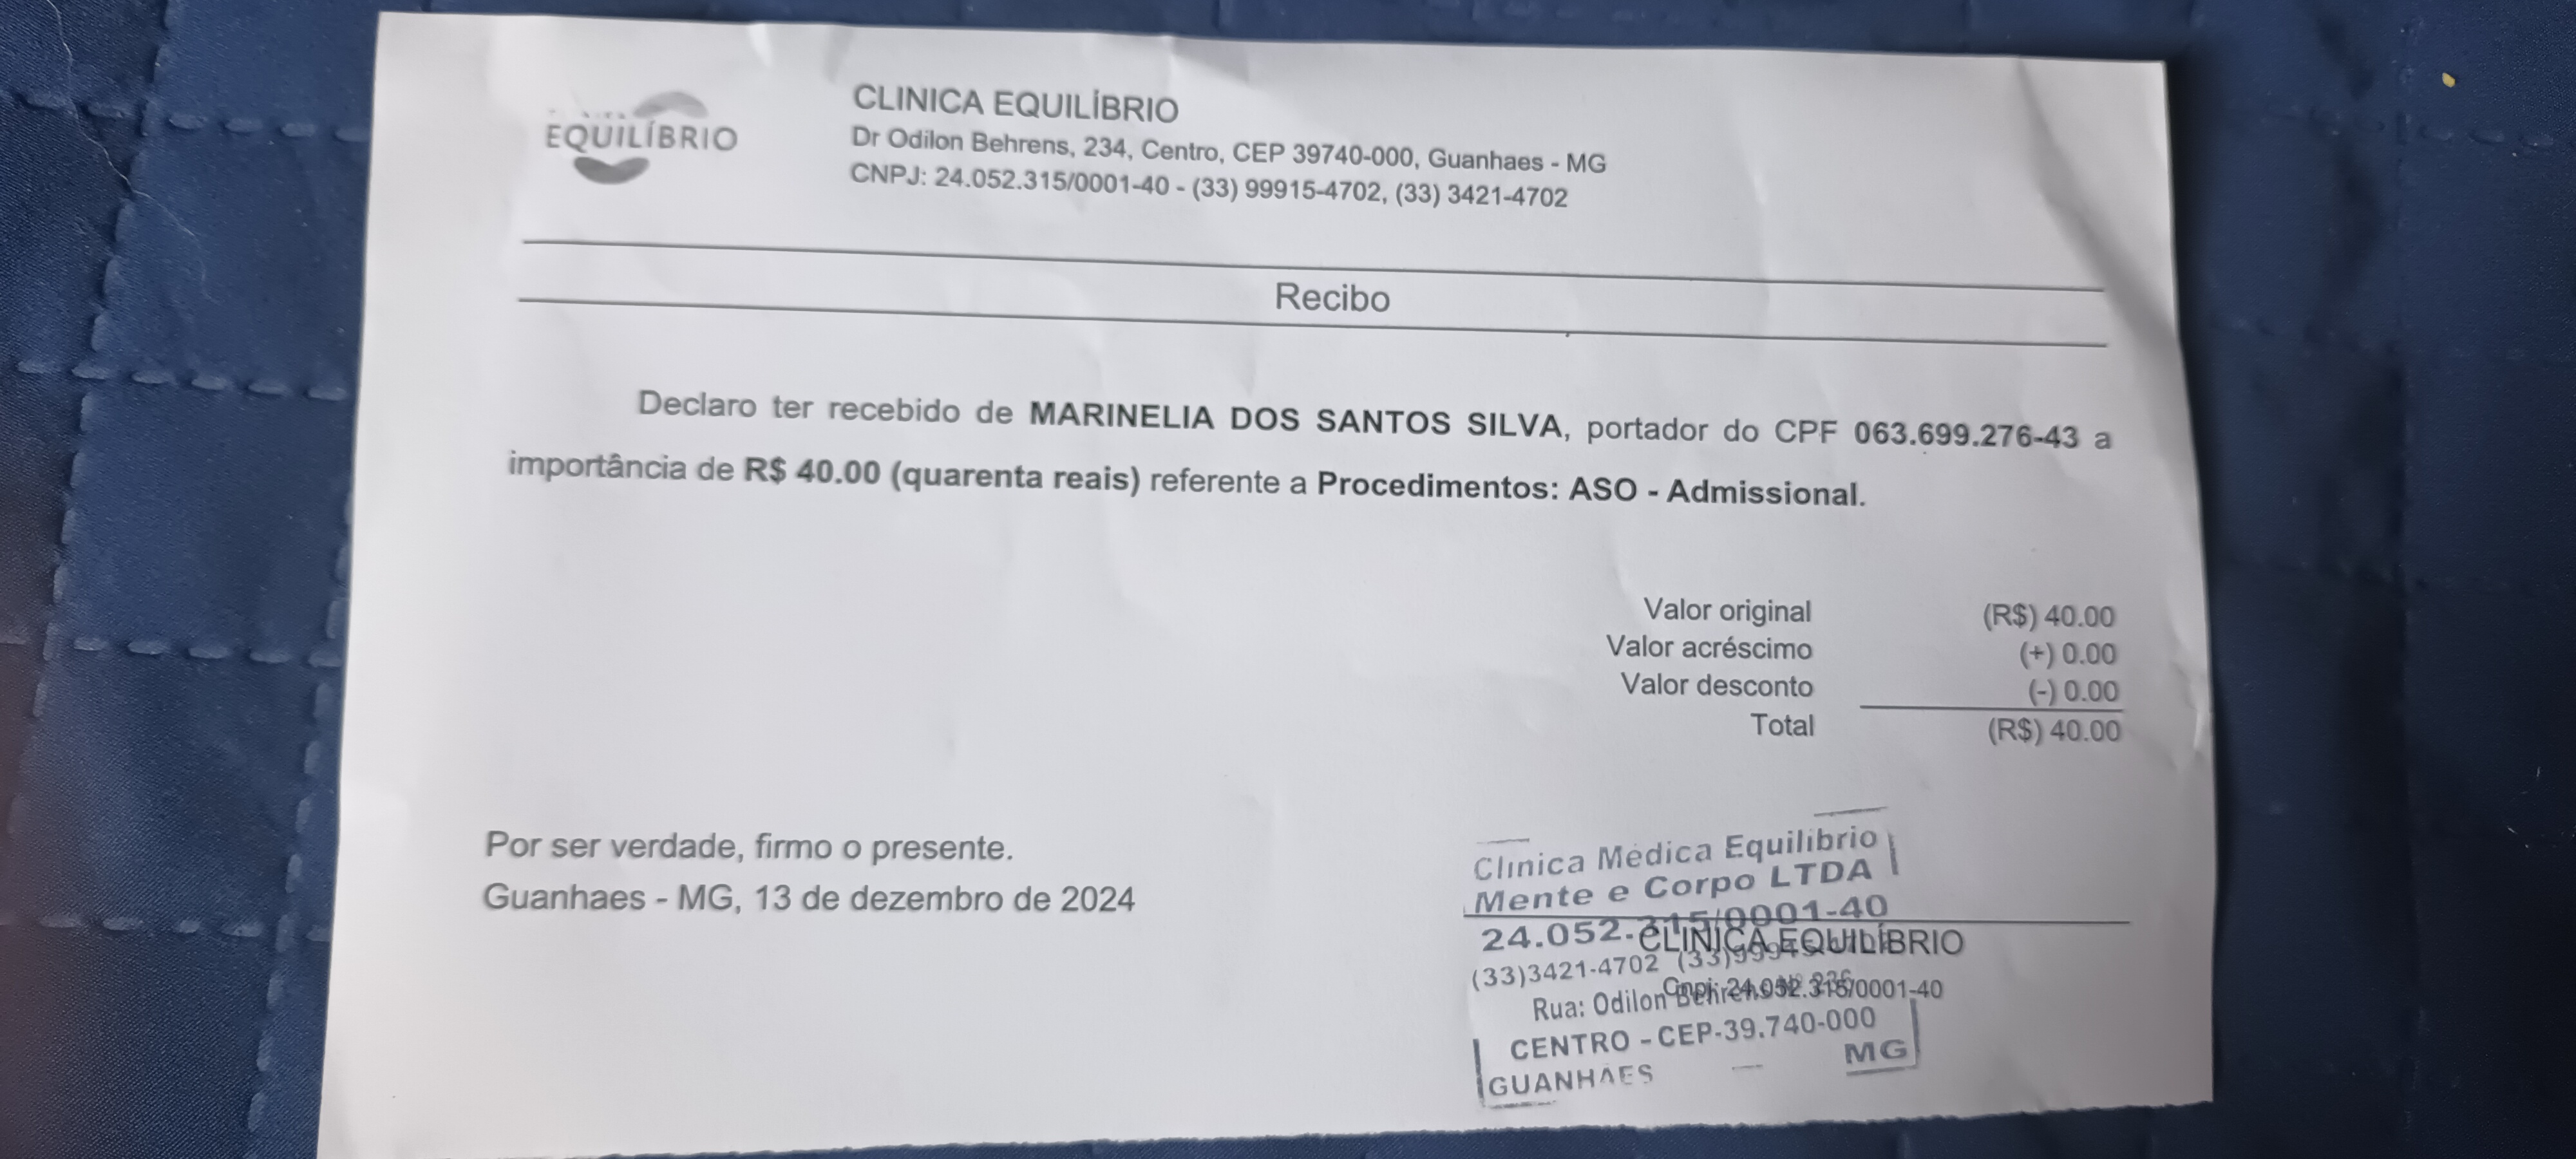 EQUILÍBRIO
CLINICA EQUILÍBRIO
Dr Odilon Behrens, 234, Centro, CEP 39740-000, Guanhaes - MG
CNPJ: 24.052.315/0001-40 - (33) 99915-4702, (33) 3421-4702
Recibo
Declaro ter recebido de MARINELIA DOS SANTOS SILVA, portador do CPF 063.699.276-43 a
importância de R$ 40.00 (quarenta reais) referente a Procedimentos: ASO - Admissional.
Valor original (R$) 40.00
Valor acréscimo (+) 0.00
Valor desconto (-) 0.00
Total (R$) 40.00
Por ser verdade, firmo o presente.
Guanhaes - MG, 13 de dezembro de 2024
Clínica Médica Equilíbrio
Mente e Corpo LTDA
24.052.315/0001-40
CLINICA EQUILÍBRIO
(33)3421-4702
Cnpj: 24.052.315/0001-40
Rua: Odilon Behrens
CENTRO - CEP-39.740-000
GUANHAES - MG